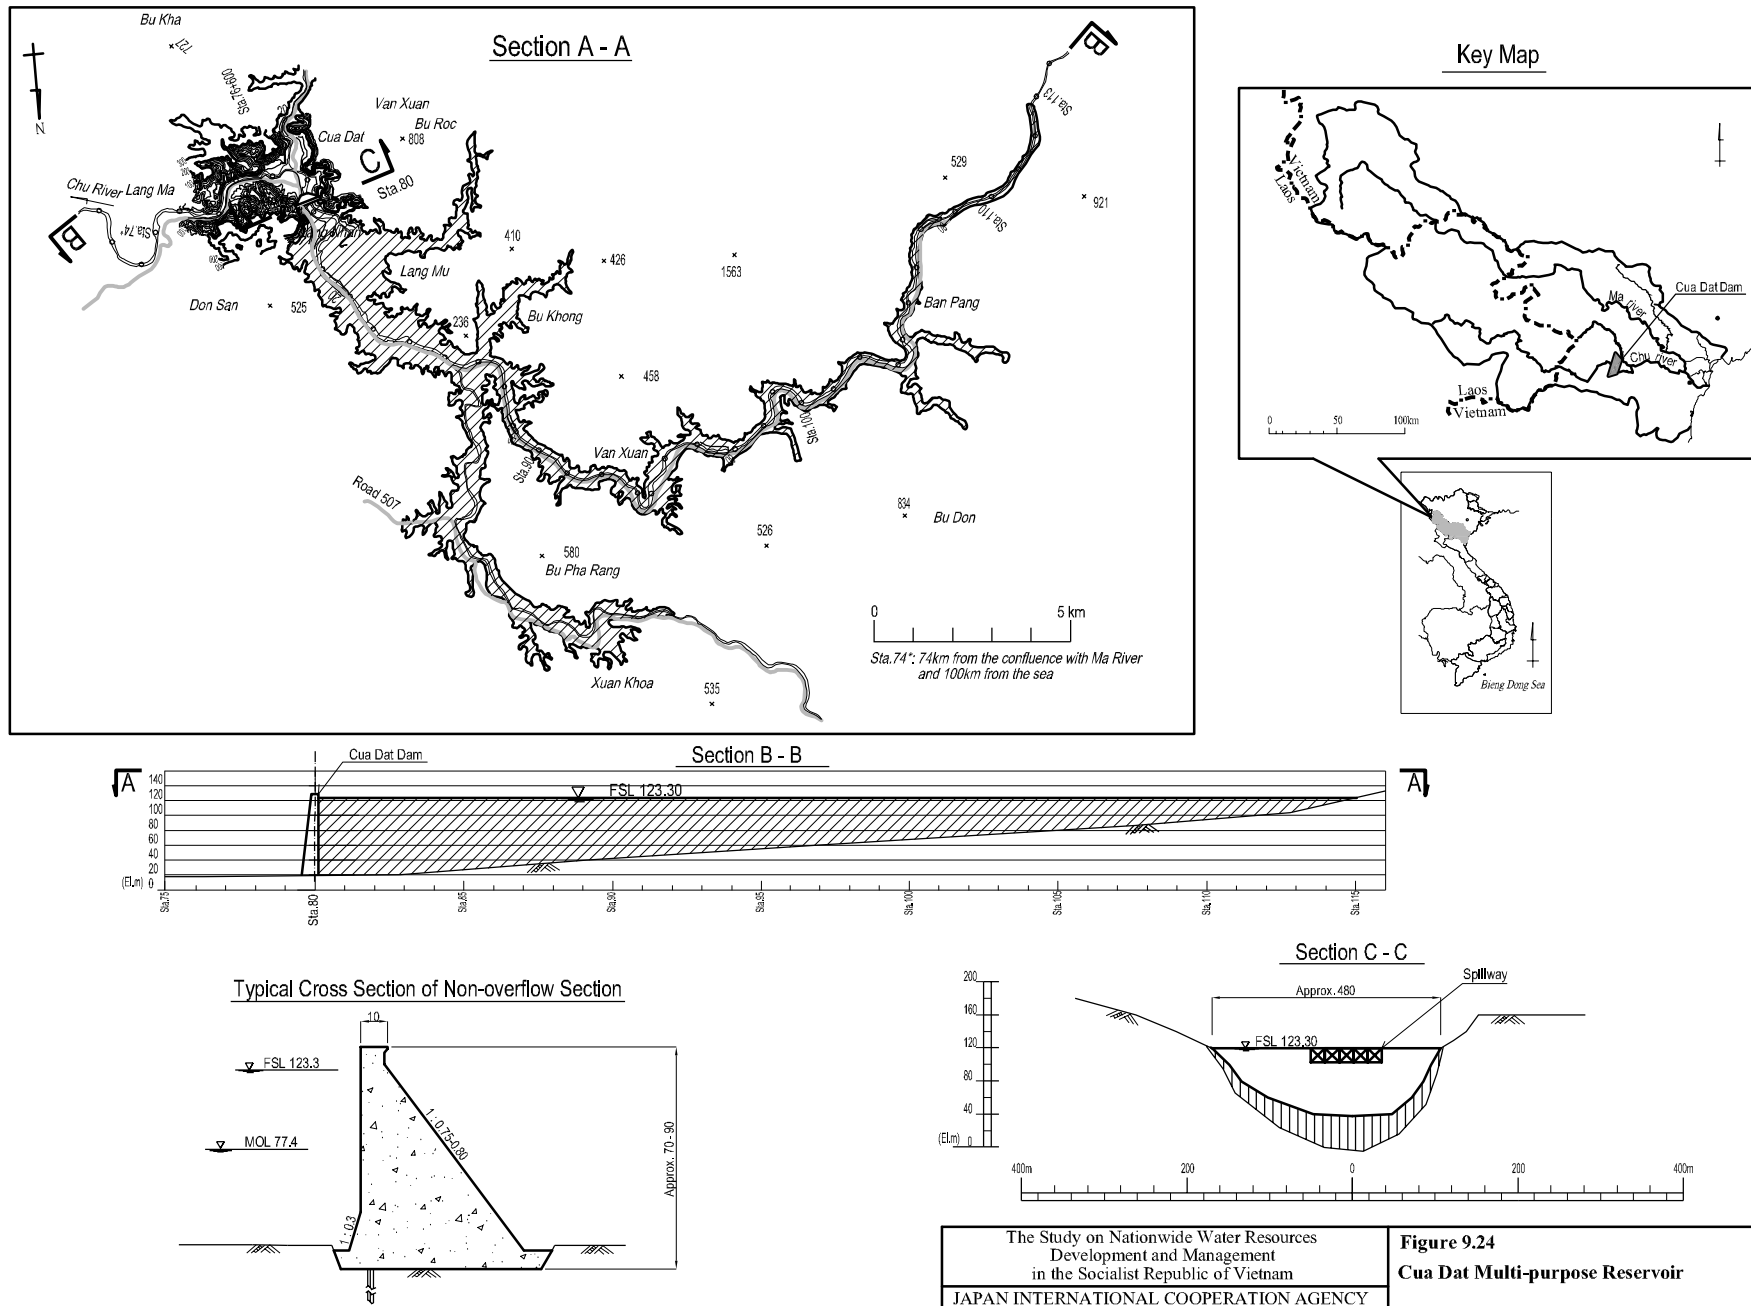 Section A - A
Bu Kha
727
N
Sta.76+600
20
Van Xuan
Bu Roc
808
Cua Dat
C
Sta.80
B
Sta.113
529
921
Sta.110
Chu River
Lang Ma
B
Sta.74*
410
426
1563
Lang Mu
Don San
525
20
236
Bu Khong
Ban Pang
458
Sta.100
Van Xuan
Sta.90
Road 507
834
Bu Don
526
580
Bu Pha Rang
Xuan Khoa
535
0
5 km
Sta.74*: 74km from the confluence with Ma River
and 100km from the sea
Key Map
Vietnam
Laos
Cua Dat Dam
Ma river
Chu river
Laos
Vietnam
0
50
100km
Bieng Dong Sea
Section B - B
Cua Dat Dam
A
A
FSL 123.30
140
120
100
80
60
40
20
(El.m) 0
Sta.75
Sta.80
Sta.85
Sta.90
Sta.95
Sta.100
Sta.105
Sta.110
Sta.115
Typical Cross Section of Non-overflow Section
10
FSL 123.3
MOL 77.4
1 : 0.75-0.80
1 : 0.3
Approx. 70 - 90
Section C - C
Spillway
Approx. 480
FSL 123.30
200
160
120
80
40
(El.m) 0
400m
200
0
200
400m
The Study on Nationwide Water Resources
Development and Management
in the Socialist Republic of Vietnam
JAPAN INTERNATIONAL COOPERATION AGENCY
Figure 9.24
Cua Dat Multi-purpose Reservoir